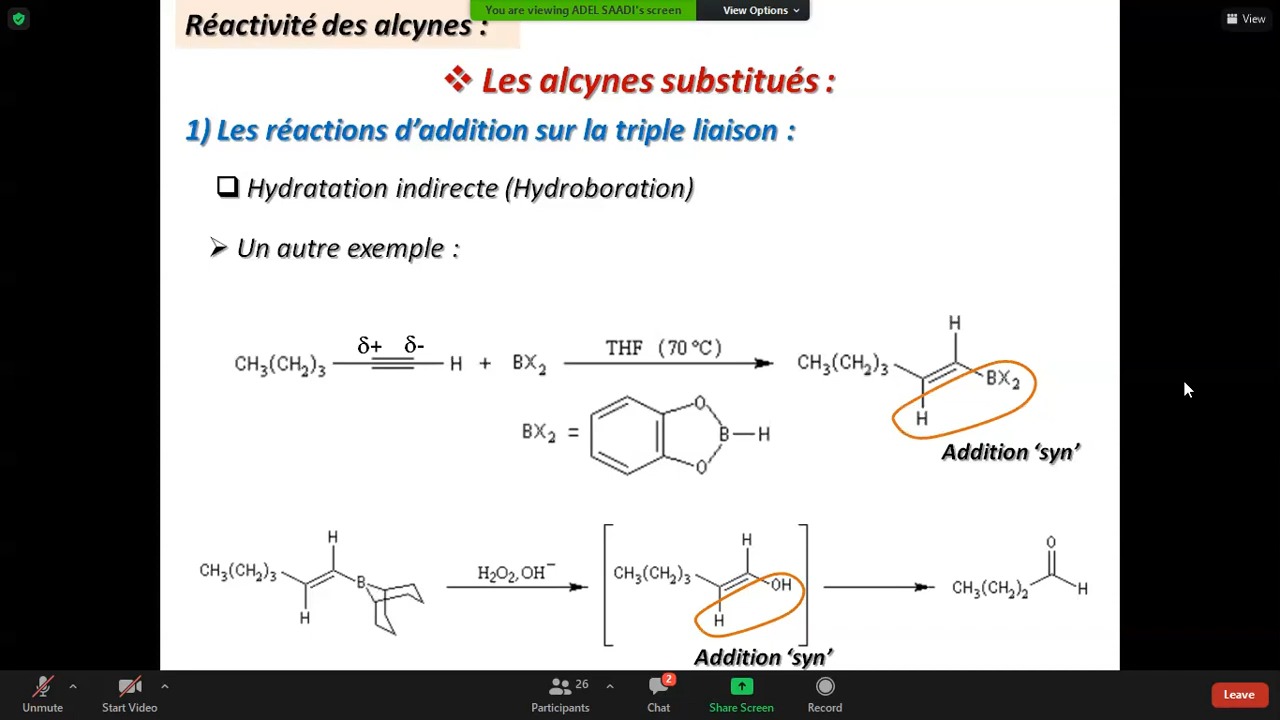 You are viewing ADEL SAADI's screen
View Options
View
Réactivité des alcynes :
❖ Les alcynes substitués :
1) Les réactions d'addition sur la triple liaison :
❑ Hydratation indirecte (Hydroboration)
➢ Un autre exemple :
δ+ δ-
CH₃(CH₂)₃ H + BX₂ THF (70 °C) CH₃(CH₂)₃ H H BX₂
BX₂ = O O B—H
Addition ‘syn’
CH₃(CH₂)₃ H H B H₂O₂, OH⁻ CH₃(CH₂)₃ H H OH CH₃(CH₂)₂ O H
Addition ‘syn’
Unmute
Start Video
26
Participants
2
Chat
Share Screen
Record
Leave